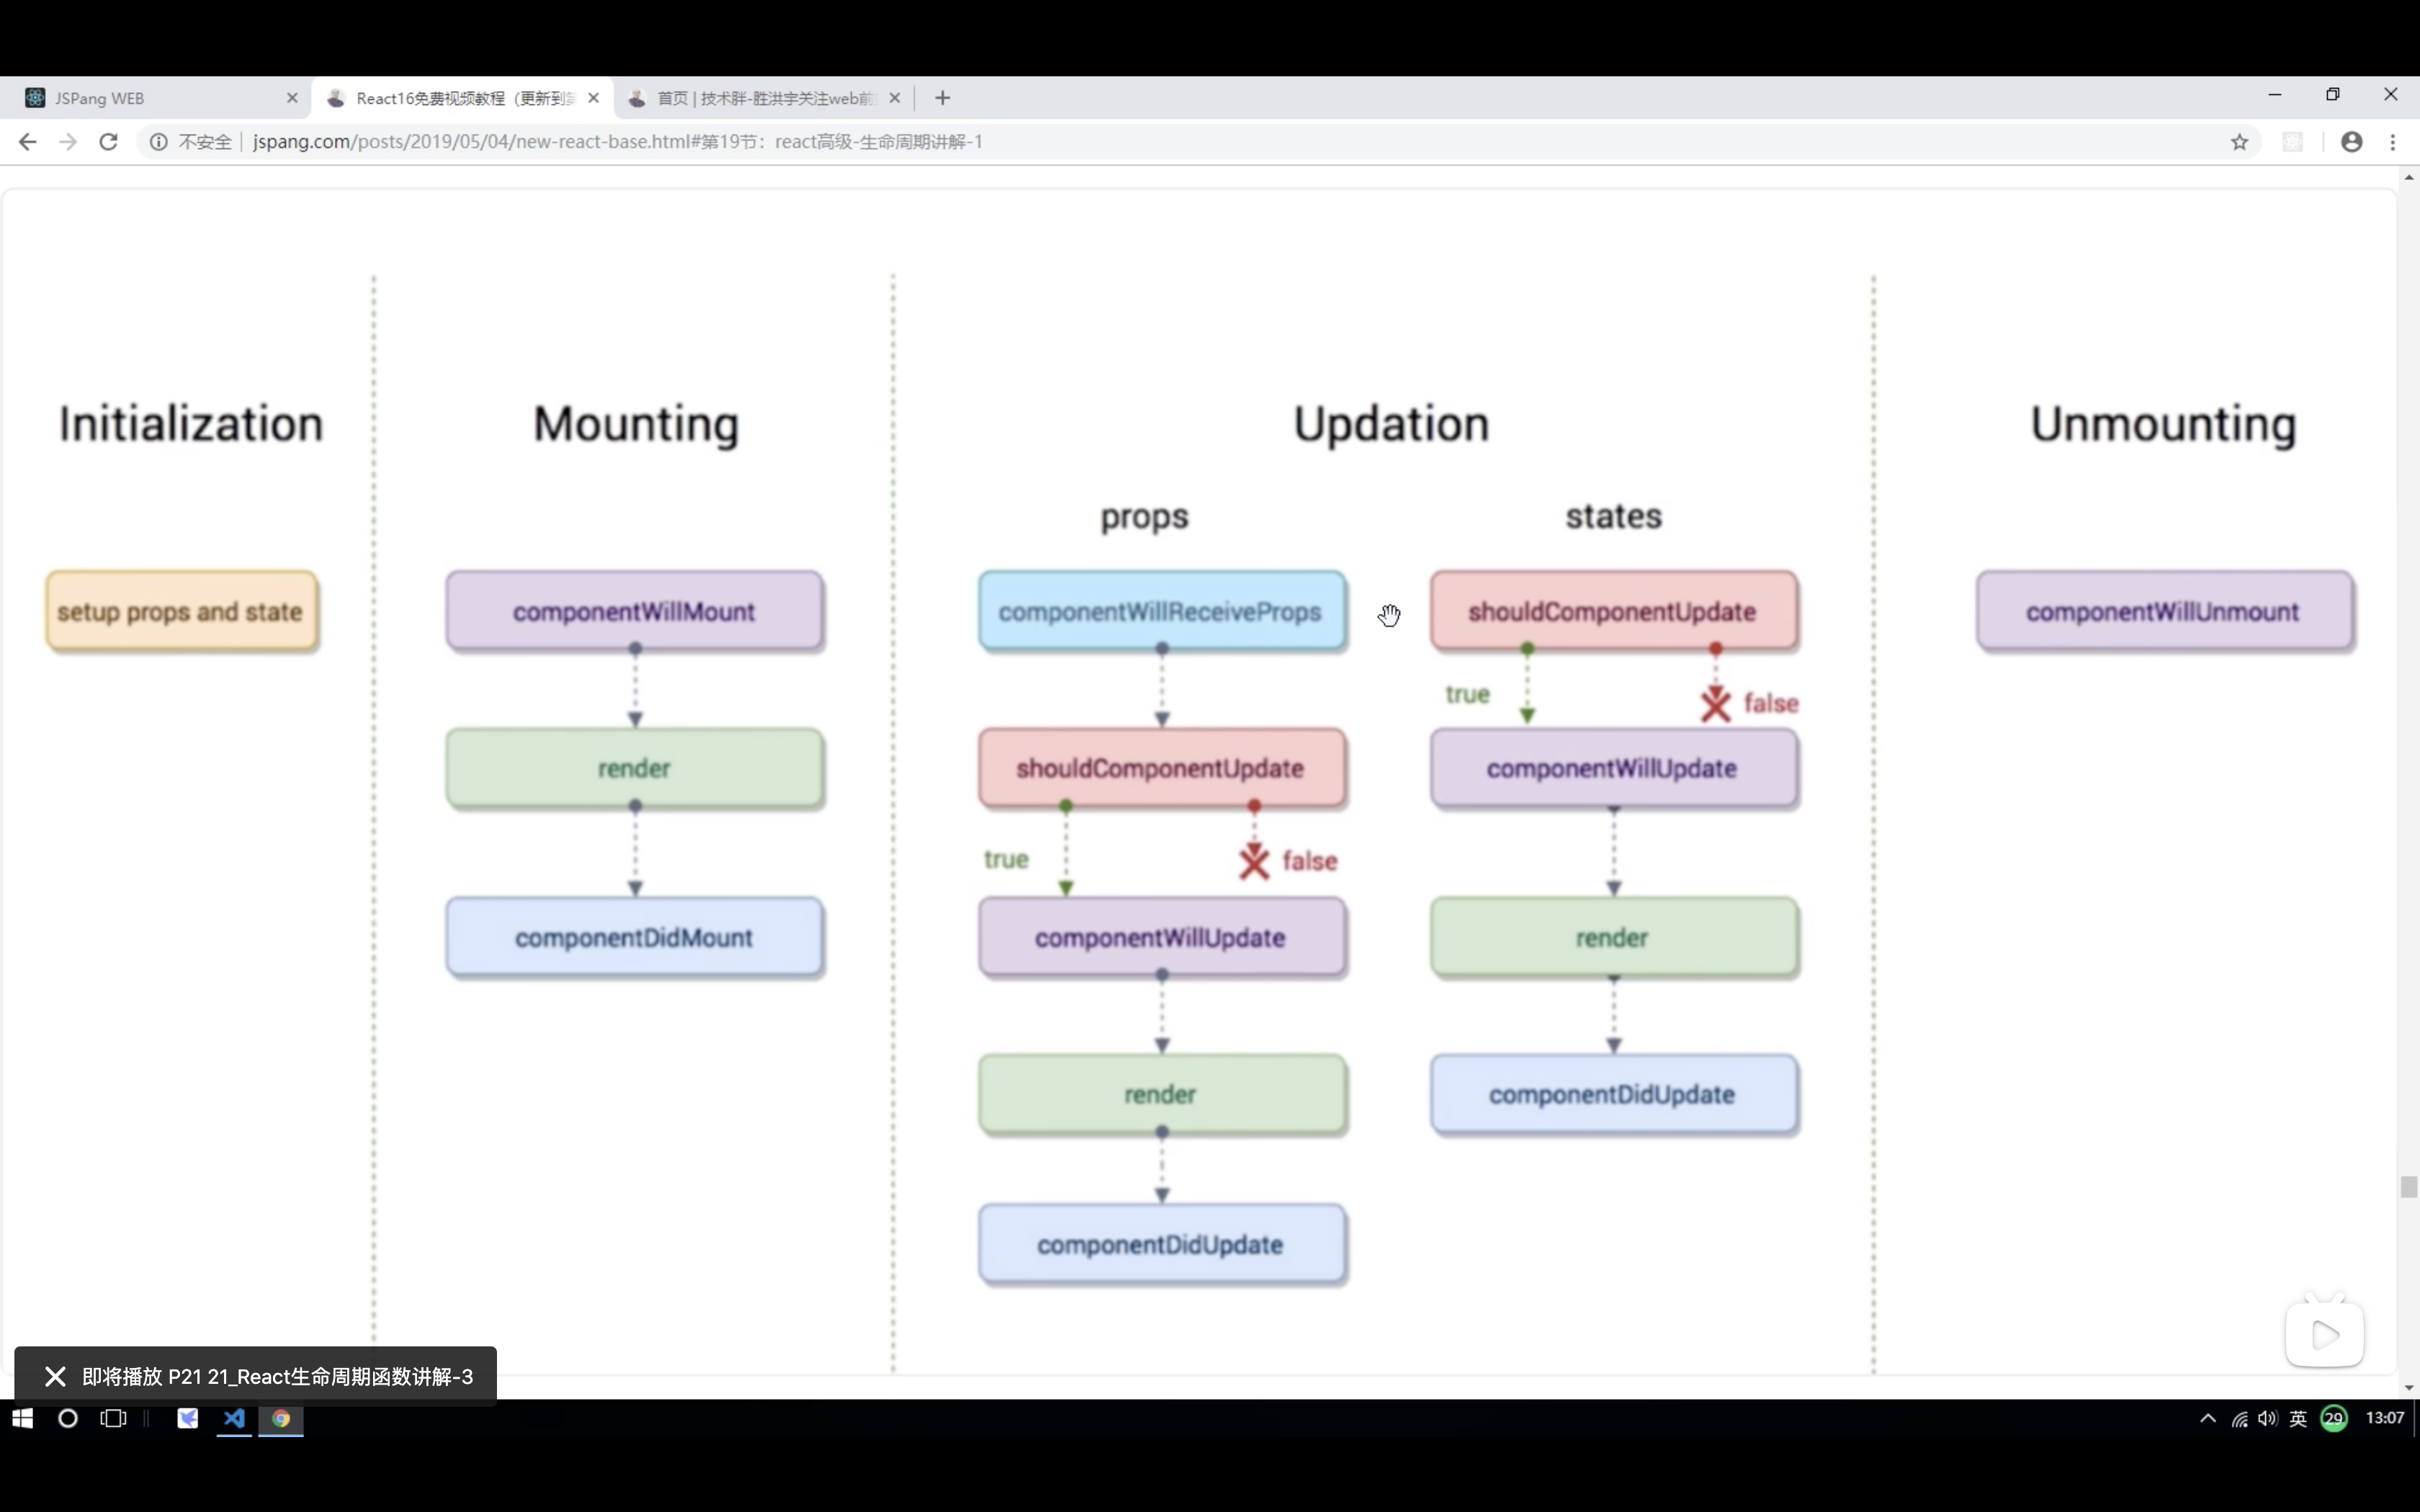 JSPang WEB
React16免费视频教程（更新到
首页 | 技术胖-胜洪宇关注web前
不安全
jspang.com/posts/2019/05/04/new-react-base.html#第19节：react高级-生命周期讲解-1
Initialization
Mounting
Updation
Unmounting
props
states
setup props and state
componentWillMount
componentWillReceiveProps
shouldComponentUpdate
componentWillUnmount
true
false
render
shouldComponentUpdate
componentWillUpdate
true
false
componentDidMount
componentWillUpdate
render
render
componentDidUpdate
componentDidUpdate
即将播放 P21 21_React生命周期函数讲解-3
英
29
13:07